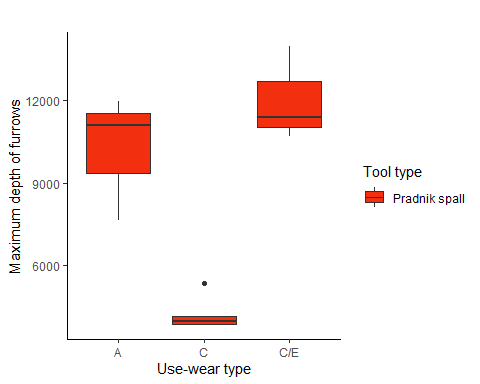 Maximum depth of furrows
12000
9000
6000
A
C
C/E
Use-wear type
Tool type
Pradnik spall